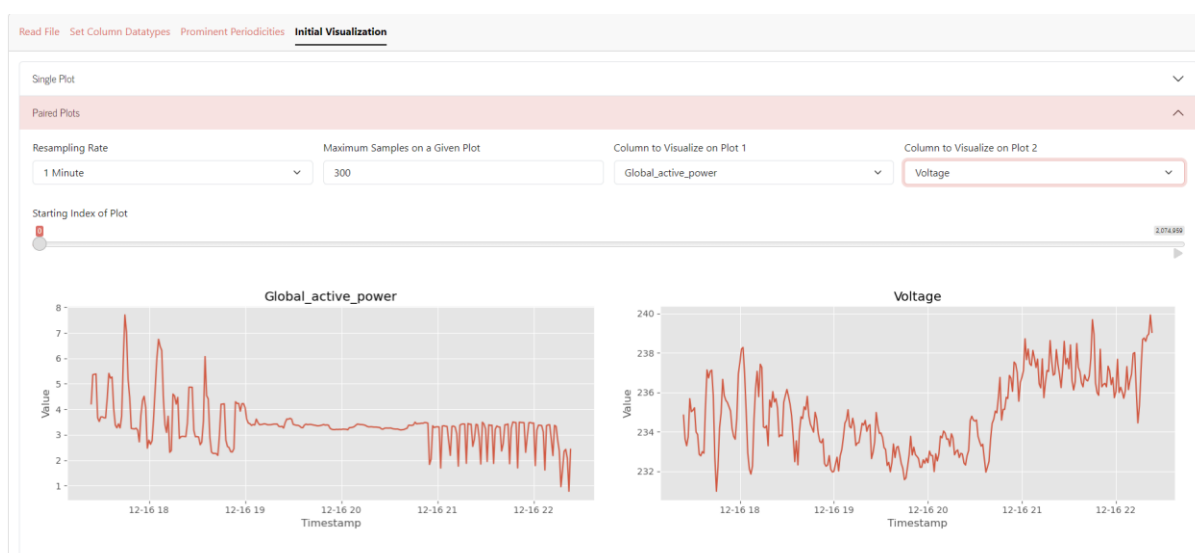 Read File Set Column Datatypes Prominent Periodicities Initial Visualization
Single Plot
Paired Plots
Resampling Rate Maximum Samples on a Given Plot Column to Visualize on Plot 1 Column to Visualize on Plot 2
1 Minute 300 Global_active_power Voltage
Starting Index of Plot
0 2,074,959
Global_active_power
8
7
6
5
4
3
2
1
Value
12-16 18 12-16 19 12-16 20 12-16 21 12-16 22
Timestamp
Voltage
240
238
236
234
232
Value
12-16 18 12-16 19 12-16 20 12-16 21 12-16 22
Timestamp